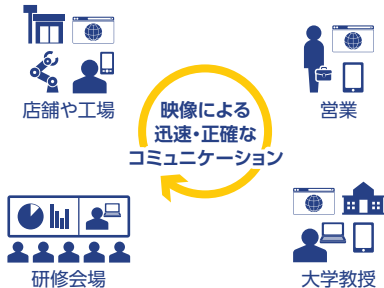 店舗や工場
営業
映像による
迅速・正確な
コミュニケーション
研修会場
大学教授